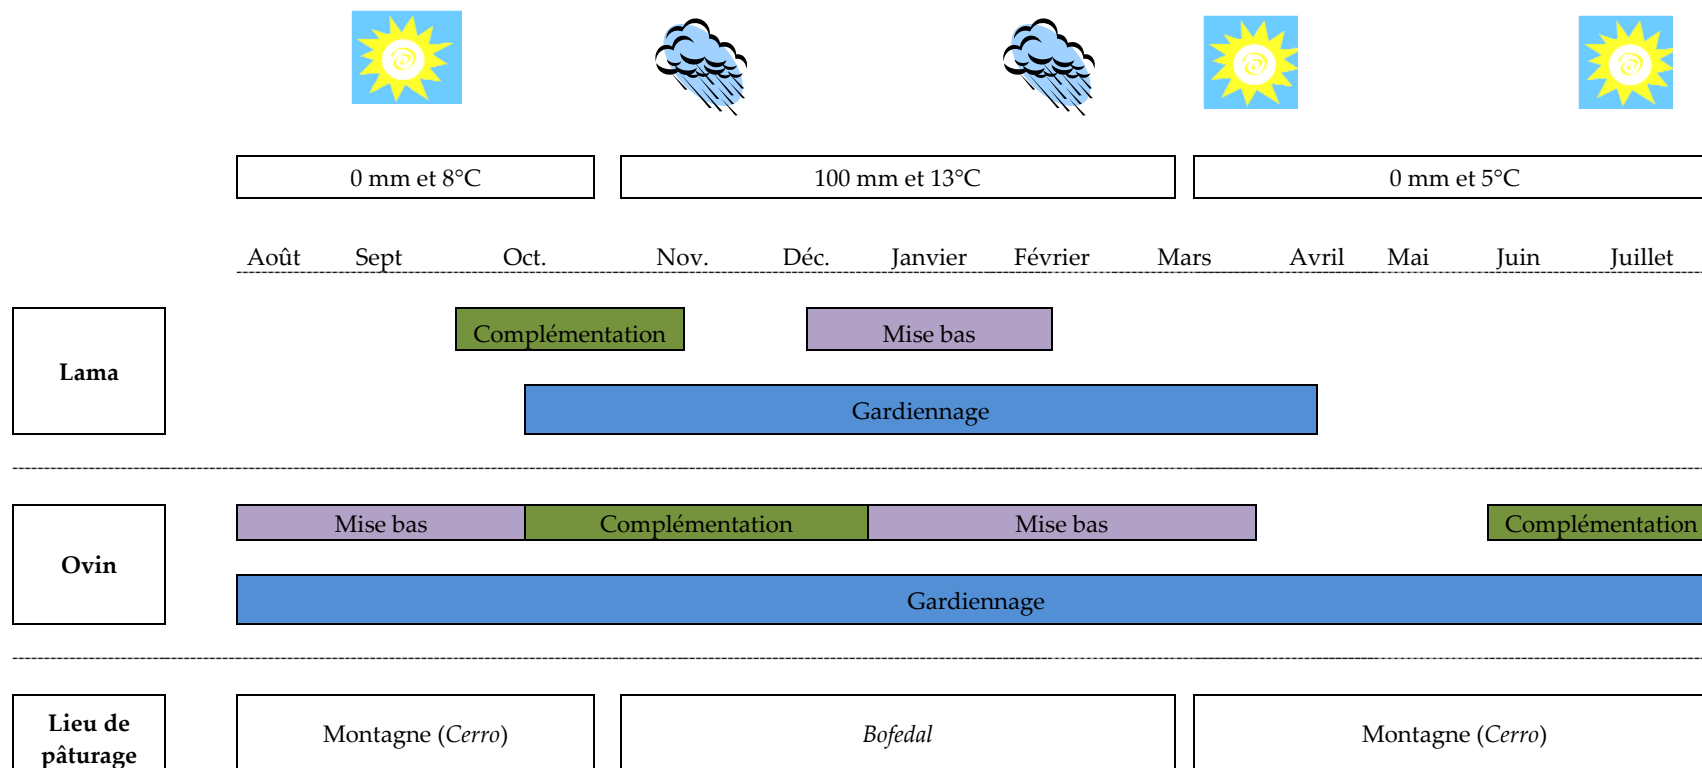 0 mm et 8°C
100 mm et 13°C
0 mm et 5°C
Août Sept Oct. Nov. Déc. Janvier Février Mars Avril Mai Juin Juillet
Lama
Complémentation
Mise bas
Gardiennage
Ovin
Mise bas
Complémentation
Mise bas
Complémentation
Gardiennage
Lieu de
pâturage
Montagne (Cerro)
Bofedal
Montagne (Cerro)